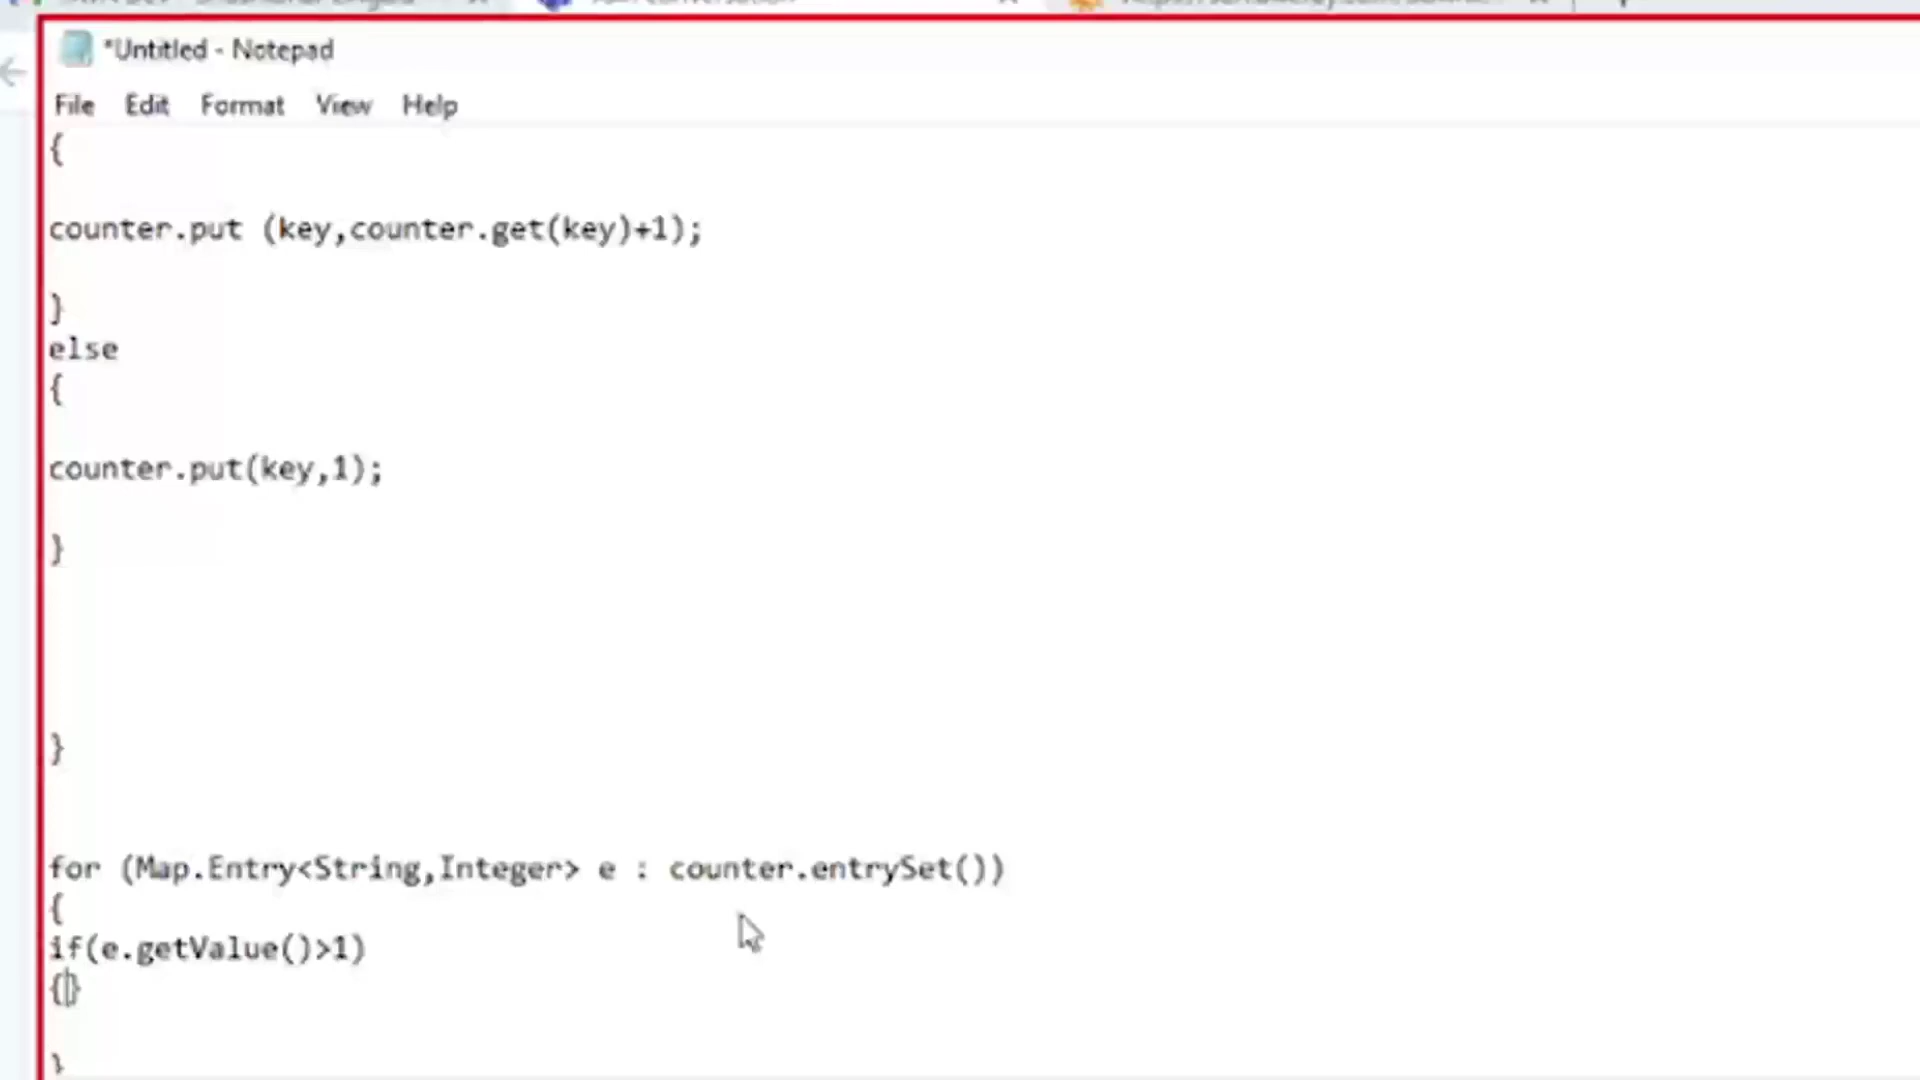 *Untitled - Notepad
File Edit Format View Help
{
counter.put (key,counter.get(key)+1);
}
else
{
counter.put(key,1);
}
}
for (Map.Entry<String,Integer> e : counter.entrySet())
{
if(e.getValue()>1)
{}
}